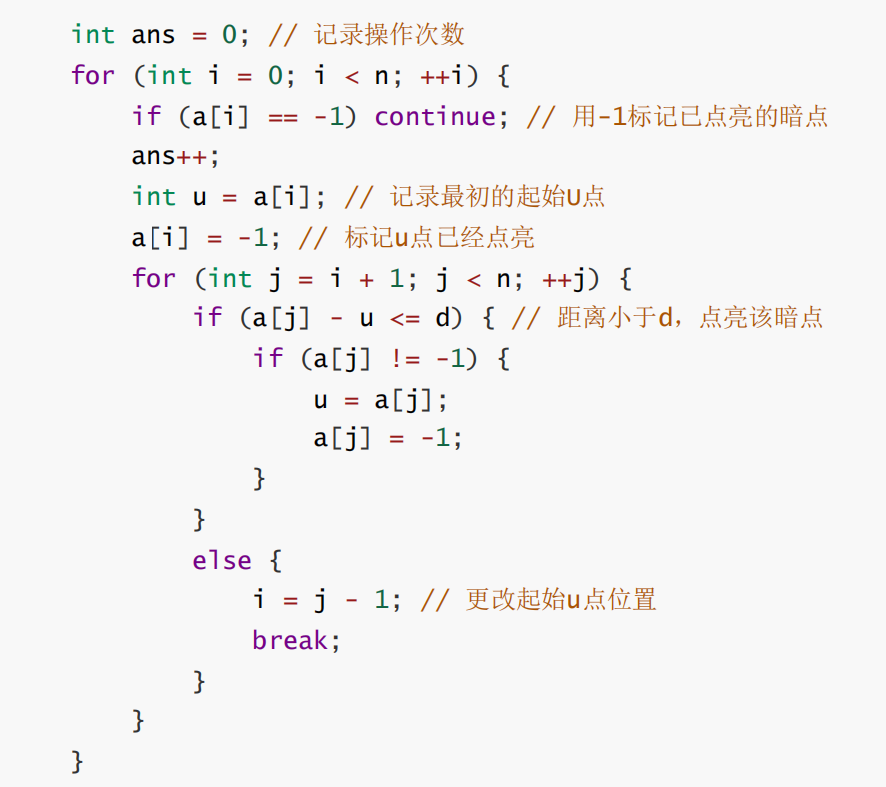 int ans = 0; // 记录操作次数
for (int i = 0; i < n; ++i) {
    if (a[i] == -1) continue; // 用-1标记已点亮的暗点
    ans++;
    int u = a[i]; // 记录最初的起始U点
    a[i] = -1; // 标记u点已经点亮
    for (int j = i + 1; j < n; ++j) {
        if (a[j] - u <= d) { // 距离小于d，点亮该暗点
            if (a[j] != -1) {
                u = a[j];
                a[j] = -1;
            }
        }
        else {
            i = j - 1; // 更改起始u点位置
            break;
        }
    }
}